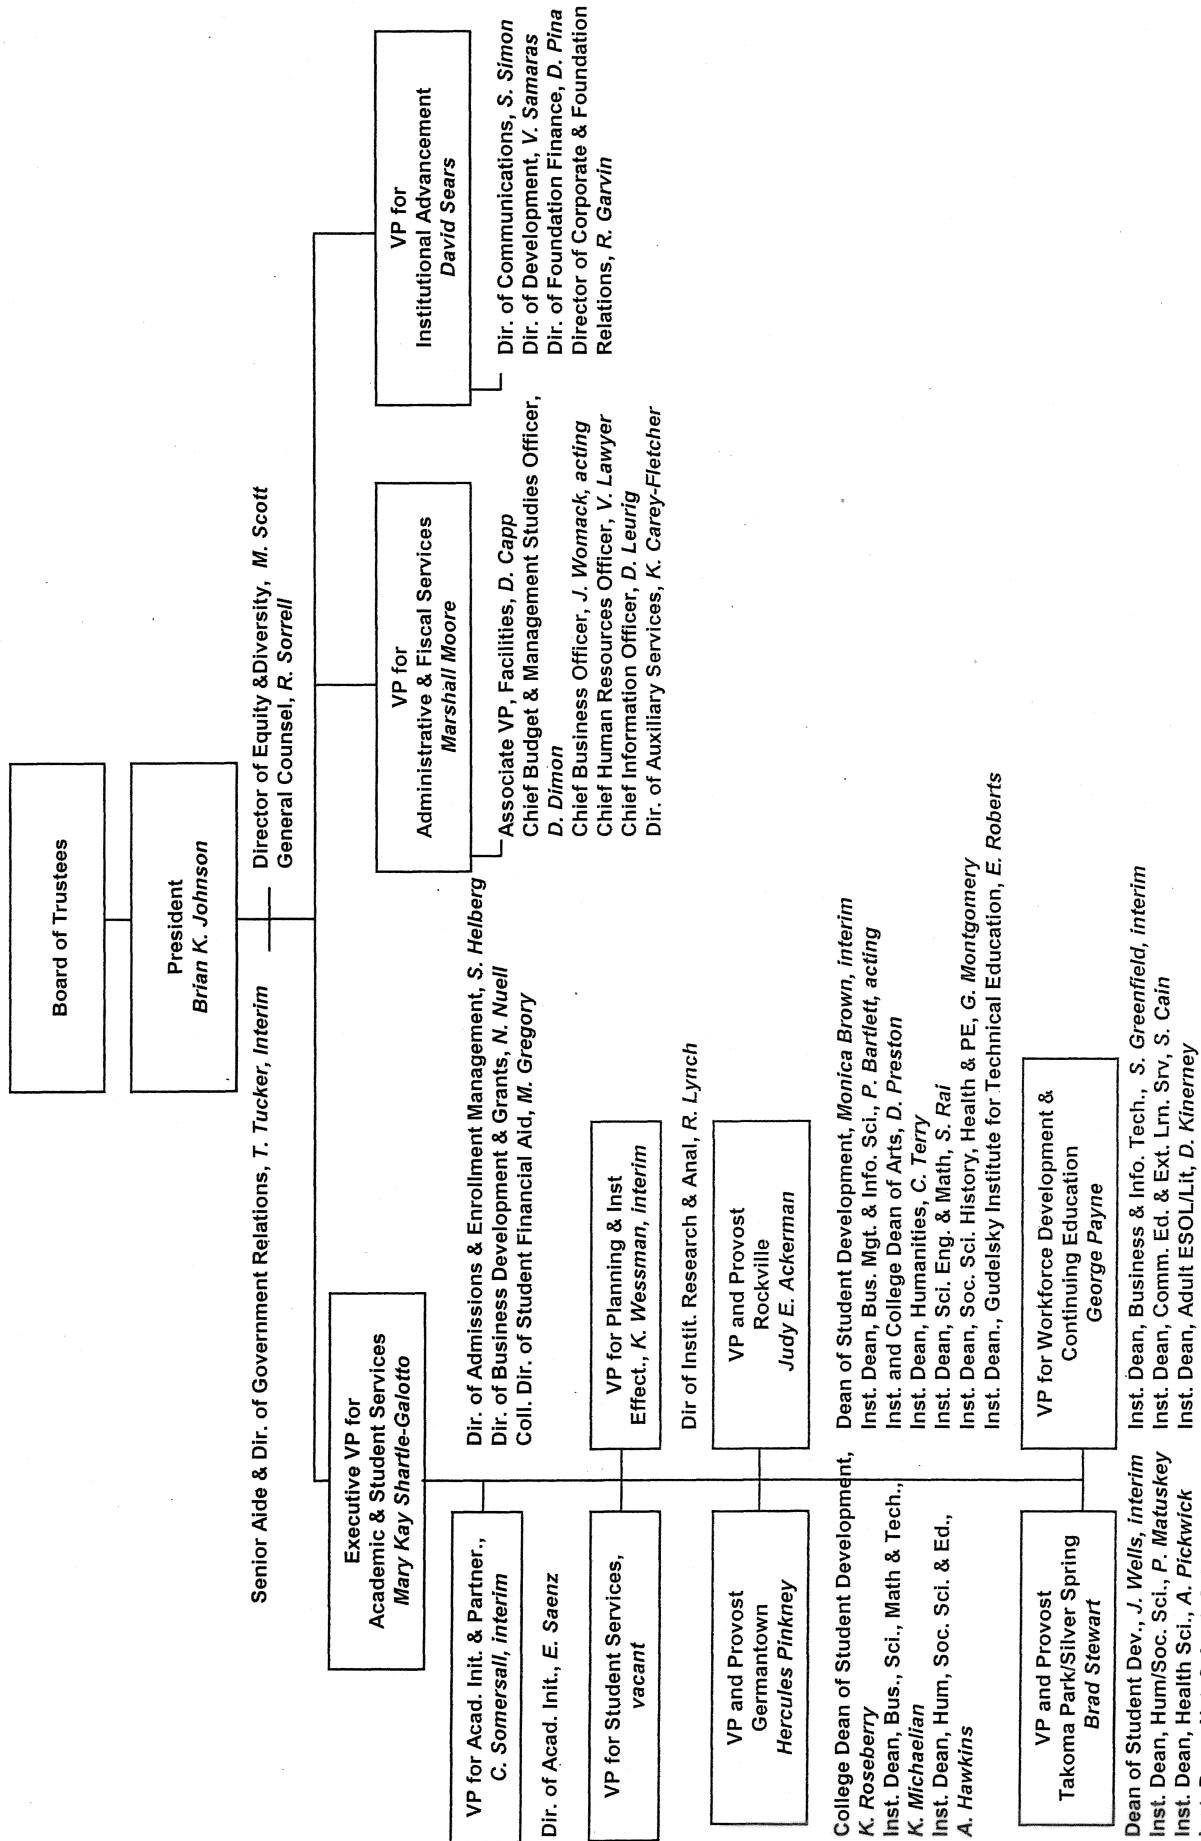 Board of Trustees
President
Brian K. Johnson
Senior Aide & Dir. of Government Relations, T. Tucker, Interim
Director of Equity &Diversity, M. Scott
General Counsel, R. Sorrell
Executive VP for
Academic & Student Services
Mary Kay Shartle-Galotto
VP for
Administrative & Fiscal Services
Marshall Moore
VP for
Institutional Advancement
David Sears
Dir. of Admissions & Enrollment Management, S. Helberg
Dir. of Business Development & Grants, N. Nuell
Coll. Dir. of Student Financial Aid, M. Gregory
Associate VP, Facilities, D. Capp
Chief Budget & Management Studies Officer,
D. Dimon
Chief Business Officer, J. Womack, acting
Chief Human Resources Officer, V. Lawyer
Chief Information Officer, D. Leurig
Dir. of Auxiliary Services, K. Carey-Fletcher
Dir. of Communications, S. Simon
Dir. of Development, V. Samaras
Dir. of Foundation Finance, D. Pina
Director of Corporate & Foundation
Relations, R. Garvin
VP for Acad. Init. & Partner.,
C. Somersall, interim
Dir. of Acad. Init., E. Saenz
VP for Student Services,
vacant
VP for Planning & Inst
Effect., K. Wessman, interim
Dir of Instit. Research & Anal, R. Lynch
VP and Provost
Germantown
Hercules Pinkney
VP and Provost
Rockville
Judy E. Ackerman
College Dean of Student Development,
K. Roseberry
Inst. Dean, Bus., Sci., Math & Tech.,
K. Michaelian
Inst. Dean, Hum, Soc. Sci. & Ed.,
A. Hawkins
Dean of Student Development, Monica Brown, interim
Inst. Dean, Bus. Mgt. & Info. Sci., P. Bartlett, acting
Inst. and College Dean of Arts, D. Preston
Inst. Dean, Humanities, C. Terry
Inst. Dean, Sci. Eng. & Math, S. Rai
Inst. Dean, Soc. Sci. History, Health & PE, G. Montgomery
Inst. Dean., Gudelsky Institute for Technical Education, E. Roberts
VP and Provost
Takoma Park/Silver Spring
Brad Stewart
VP for Workforce Development &
Continuing Education
George Payne
Dean of Student Dev., J. Wells, interim
Inst. Dean, Hum/Soc. Sci., P. Matuskey
Inst. Dean, Health Sci., A. Pickwick
Inst. Dean, Business & Info. Tech., S. Greenfield, interim
Inst. Dean, Comm. Ed. & Ext. Lrn. Srv, S. Cain
Inst. Dean, Adult ESOL/Lit, D. Kinerney